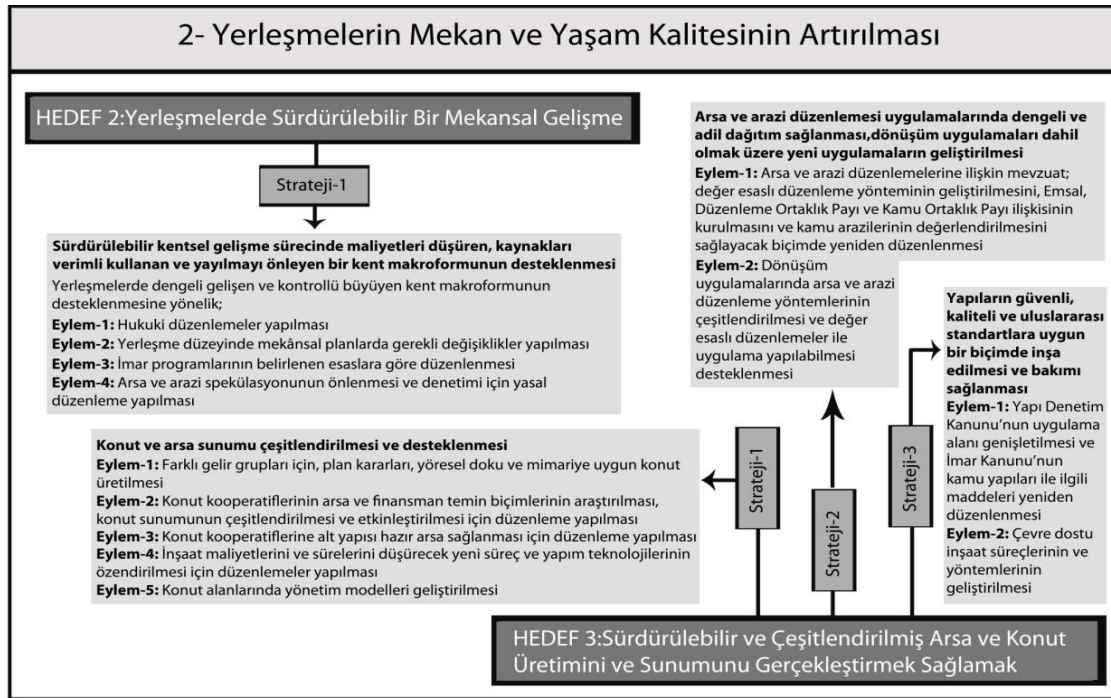 2- Yerleşmelerin Mekan ve Yaşam Kalitesinin Artırılması
HEDEF 2:Yerleşmelerde Sürdürülebilir Bir Mekansal Gelişme
Strateji-1
Sürdürülebilir kentsel gelişme sürecinde maliyetleri düşüren, kaynakları
verimli kullanan ve yayılmayı önleyen bir kent makroformunun desteklenmesi
Yerleşmelerde dengeli gelişen ve kontrollü büyüyen kent makroformunun
desteklenmesine yönelik;
Eylem-1: Hukuki düzenlemeler yapılması
Eylem-2: Yerleşme düzeyinde mekânsal planlarda gerekli değişiklikler yapılması
Eylem-3: İmar programlarının belirlenen esaslara göre düzenlenmesi
Eylem-4: Arsa ve arazi spekülasyonunun önlenmesi ve denetimi için yasal
düzenleme yapılması
Arsa ve arazi düzenlemesi uygulamalarında dengeli ve
adil dağıtım sağlanması,dönüşüm uygulamaları dahil
olmak üzere yeni uygulamaların geliştirilmesi
Eylem-1: Arsa ve arazi düzenlemelerine ilişkin mevzuat;
değer esaslı düzenleme yönteminin geliştirilmesini, Emsal,
Düzenleme Ortaklık Payı ve Kamu Ortaklık Payı ilişkisinin
kurulmasını ve kamu arazilerinin değerlendirilmesini
sağlayacak biçimde yeniden düzenlenmesi
Eylem-2: Dönüşüm
uygulamalarında arsa ve arazi
düzenleme yöntemlerinin
çeşitlendirilmesi ve değer
esaslı düzenlemeler ile
uygulama yapılabilmesi
desteklenmesi
Yapıların güvenli,
kaliteli ve uluslararası
standartlara uygun
bir biçimde inşa
edilmesi ve bakımı
sağlanması
Eylem-1: Yapı Denetim
Kanunu’nun uygulama
alanı genişletilmesi ve
İmar Kanunu’nun
kamu yapıları ile ilgili
maddeleri yeniden
düzenlenmesi
Eylem-2: Çevre dostu
inşaat süreçlerinin ve
yöntemlerinin
geliştirilmesi
Konut ve arsa sunumu çeşitlendirilmesi ve desteklenmesi
Eylem-1: Farklı gelir grupları için, plan kararları, yöresel doku ve mimariye uygun konut
üretilmesi
Eylem-2: Konut kooperatiflerinin arsa ve finansman temin biçimlerinin araştırılması,
konut sunumunun çeşitlendirilmesi ve etkinleştirilmesi için düzenleme yapılması
Eylem-3: Konut kooperatiflerine alt yapısı hazır arsa sağlanması için düzenleme yapılması
Eylem-4: İnşaat maliyetlerini ve sürelerini düşürecek yeni süreç ve yapım teknolojilerinin
özendirilmesi için düzenlemeler yapılması
Eylem-5: Konut alanlarında yönetim modelleri geliştirilmesi
Strateji-1
Strateji-2
Strateji-3
HEDEF 3:Sürdürülebilir ve Çeşitlendirilmiş Arsa ve Konut
Üretimini ve Sunumunu Gerçekleştirmek Sağlamak